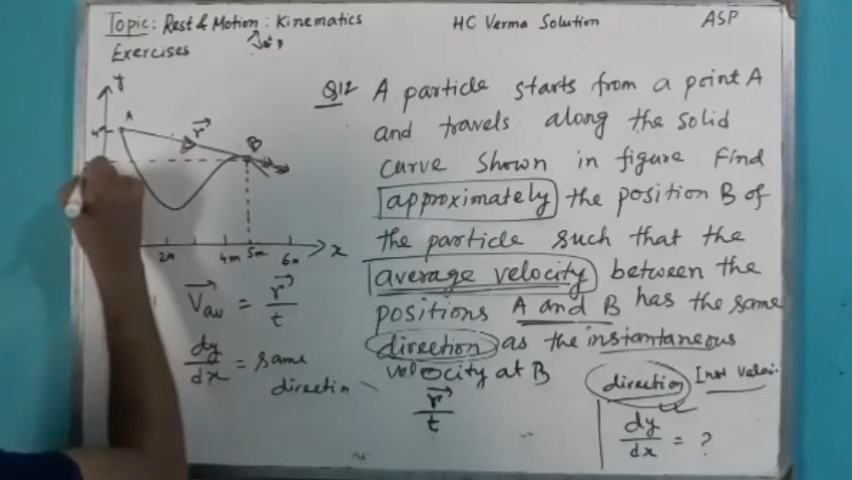 Topic: Rest & Motion: Kinematics
HC Verma Solution
ASP
Exercises
Q12 A particle starts from a point A
and travels along the solid
curve shown in figure Find
approximately the position B of
the particle such that the
average velocity between the
positions A and B has the same
direction as the instantaneous
velocity at B
y
A
r
B
2m 4m 5m 6m x
Vav = r/t
dy/dx = same
direction
r/t
direction [not
dy/dx = ?